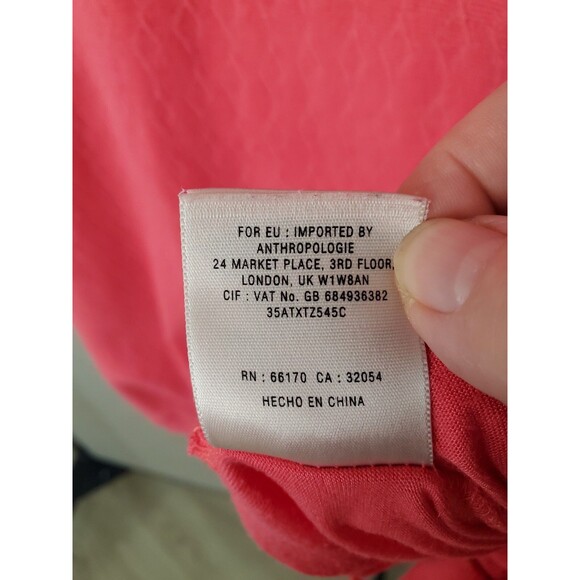 FOR EU : IMPORTED BY
ANTHROPOLOGIE
24 MARKET PLACE, 3RD FLOOR,
LONDON, UK W1W8AN
CIF : VAT No. GB 684936382
35ATXTZ545C
RN : 66170 CA : 32054
HECHO EN CHINA